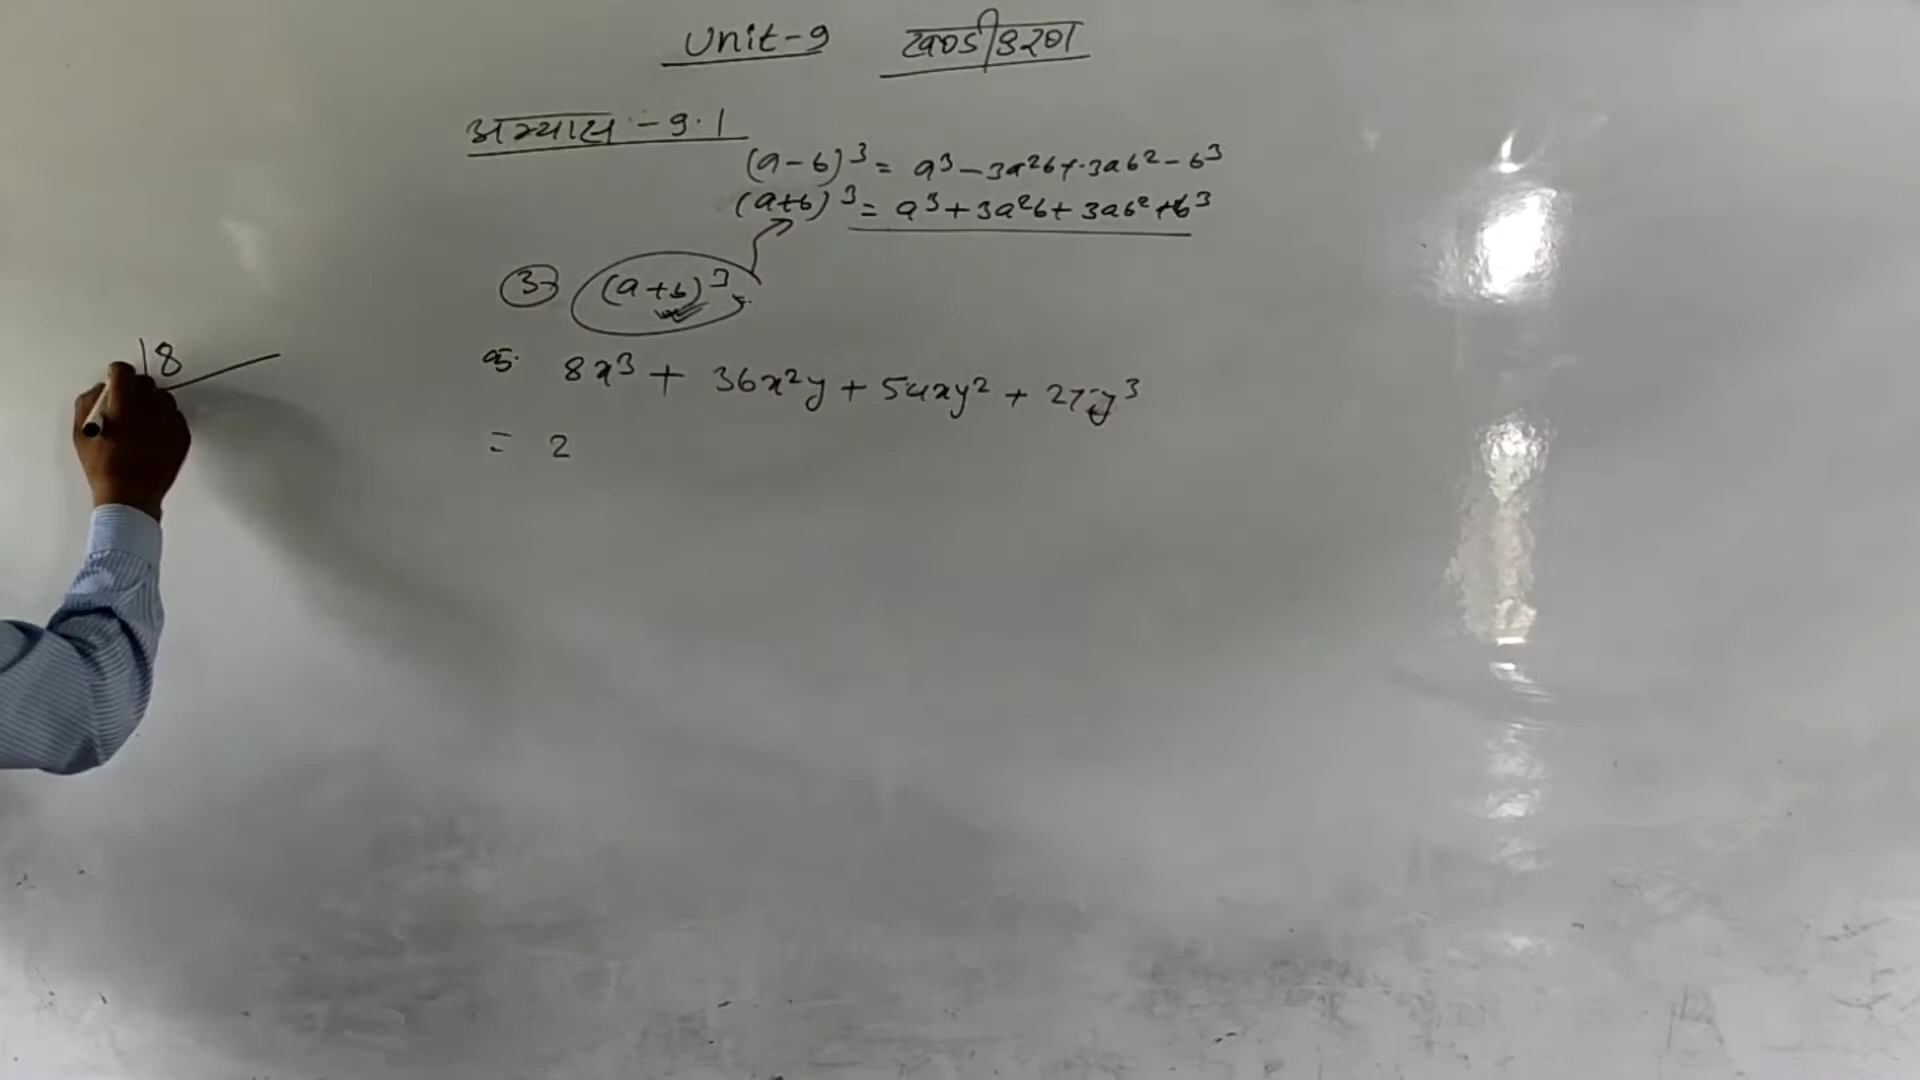 Unit-9 खण्डीकरण
अभ्यास - 9.1
(a-b)³ = a³-3a²b+3ab²-b³
(a+b)³ = a³+3a²b+3ab²+b³
③ (a+b)³
क. 8x³ + 36x²y + 54xy² + 27y³
= 2
18